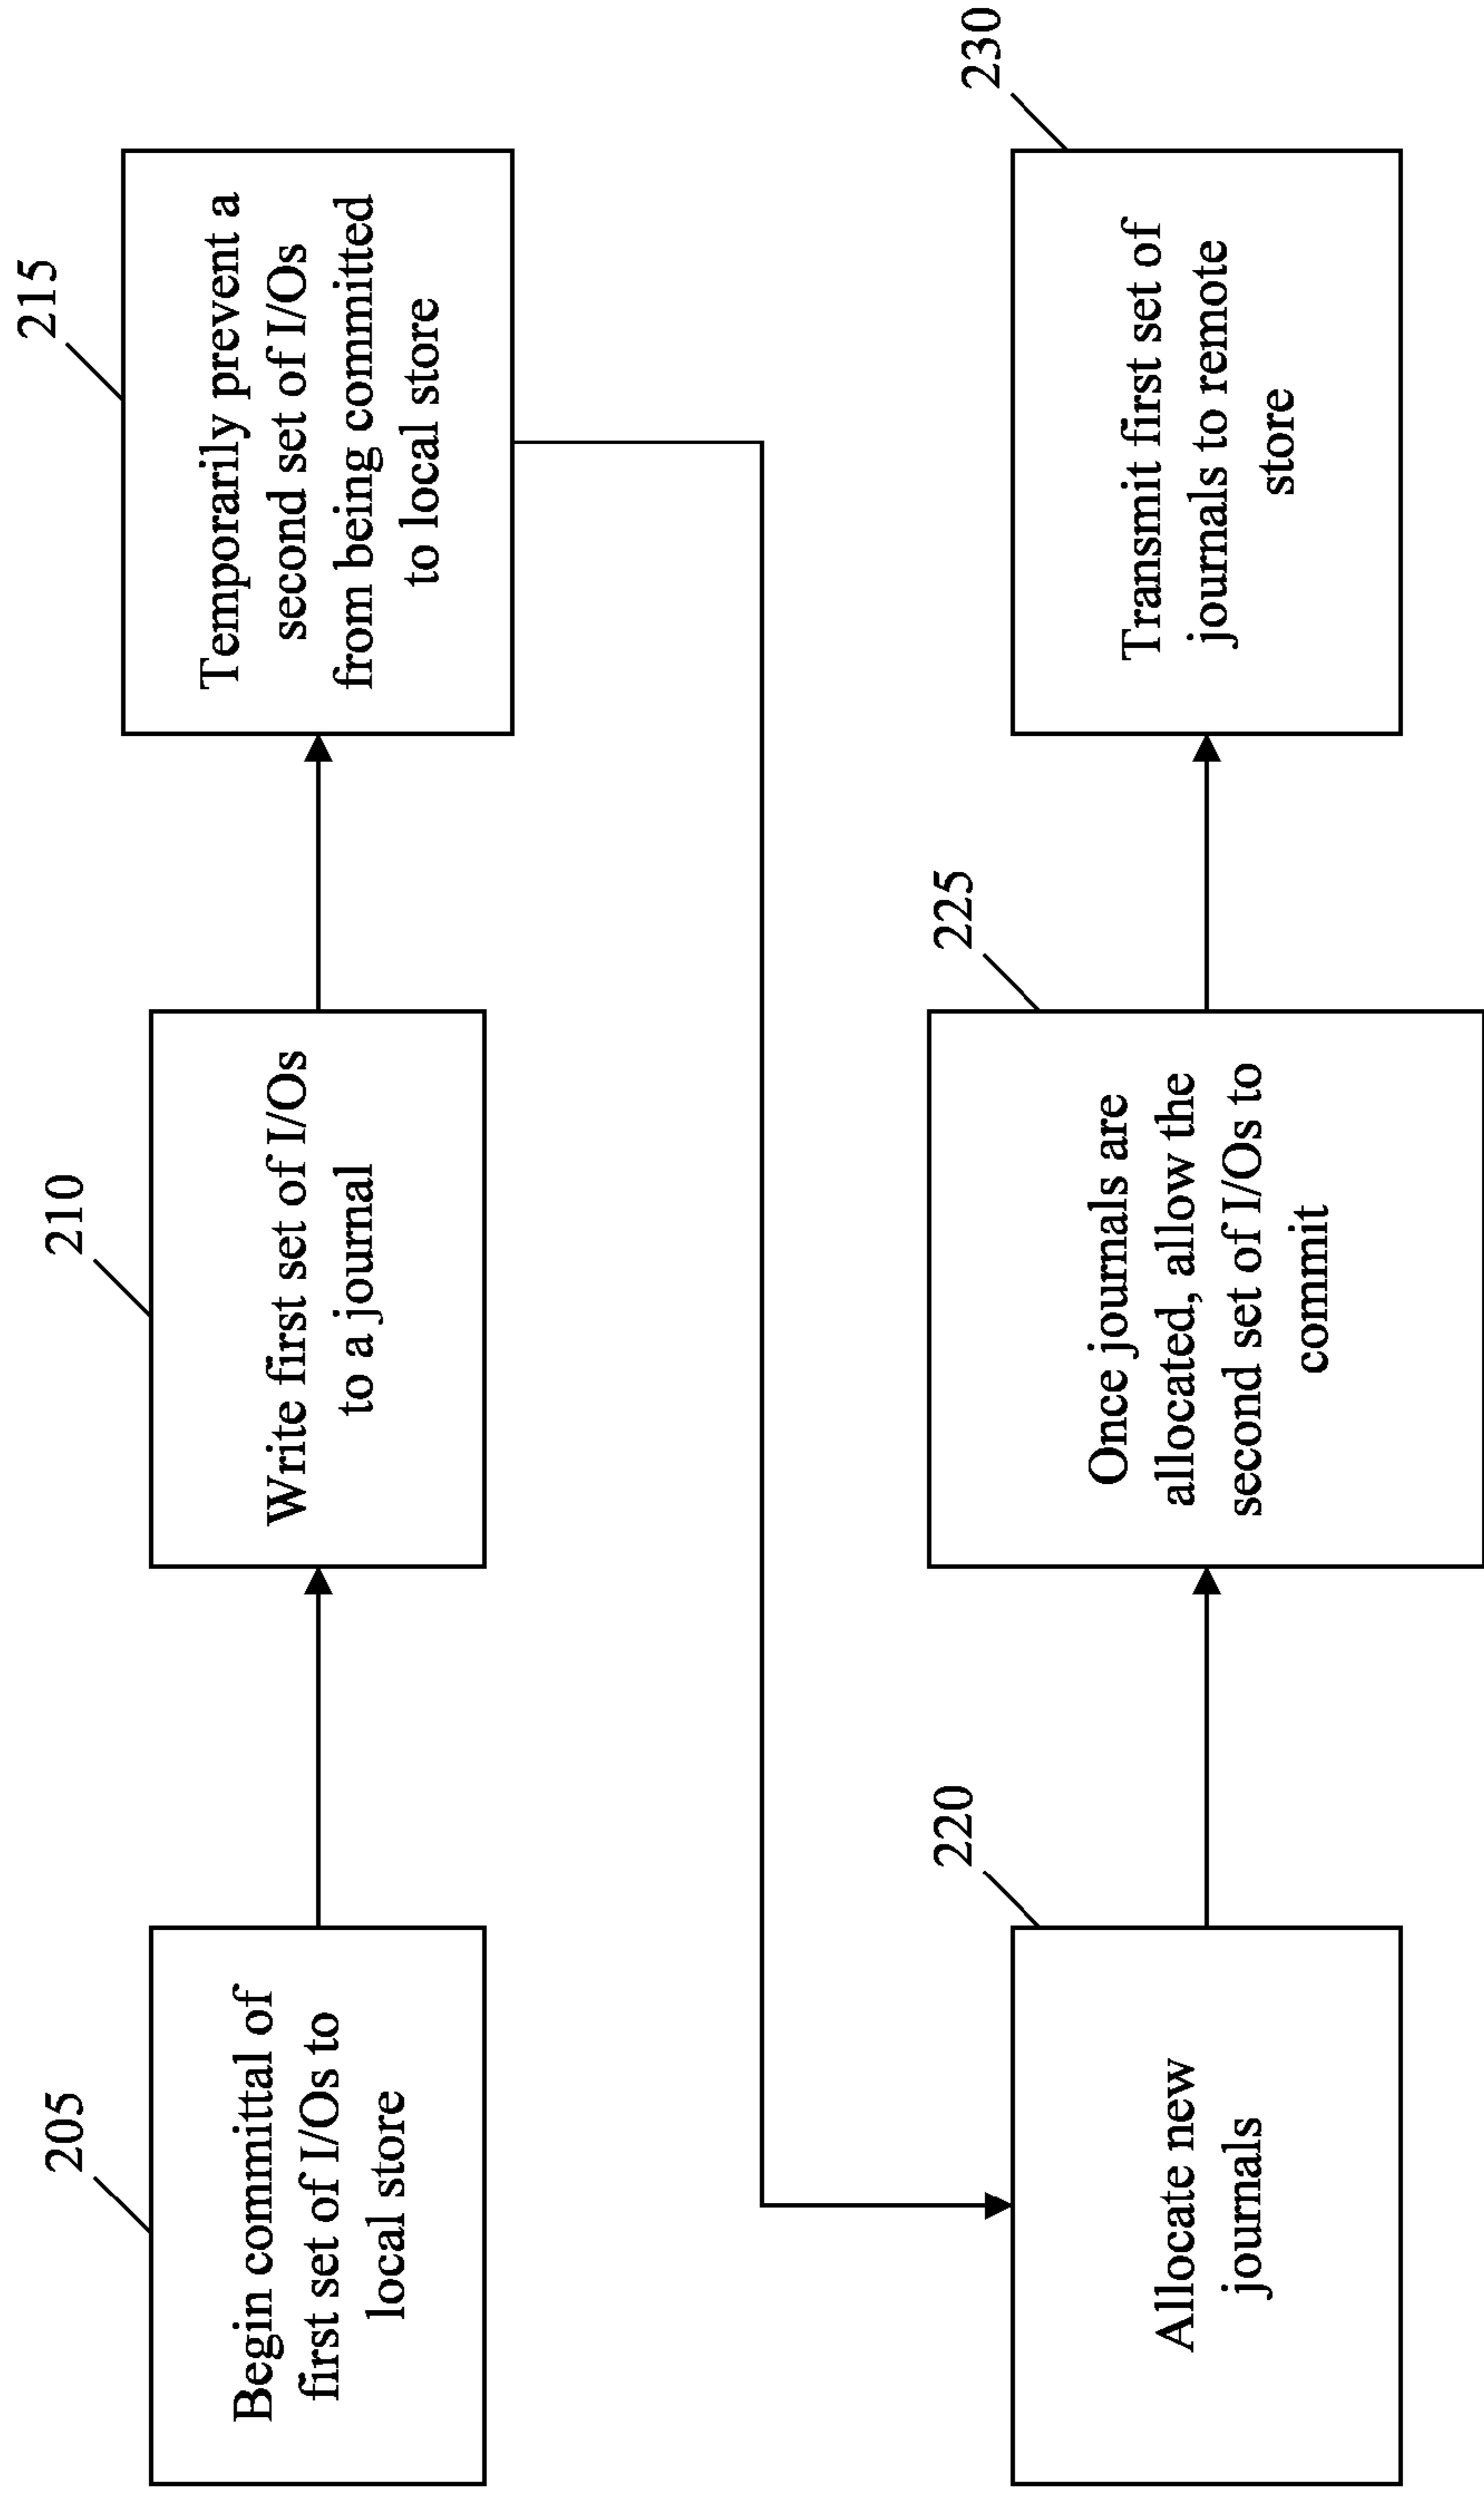 205
Begin committal of
first set of I/Os to
local store
210
Write first set of I/Os
to a journal
215
Temporarily prevent a
second set of I/Os
from being committed
to local store
220
Allocate new
journals
225
Once journals are
allocated, allow the
second set of I/Os to
commit
230
Transmit first set of
journals to remote
store